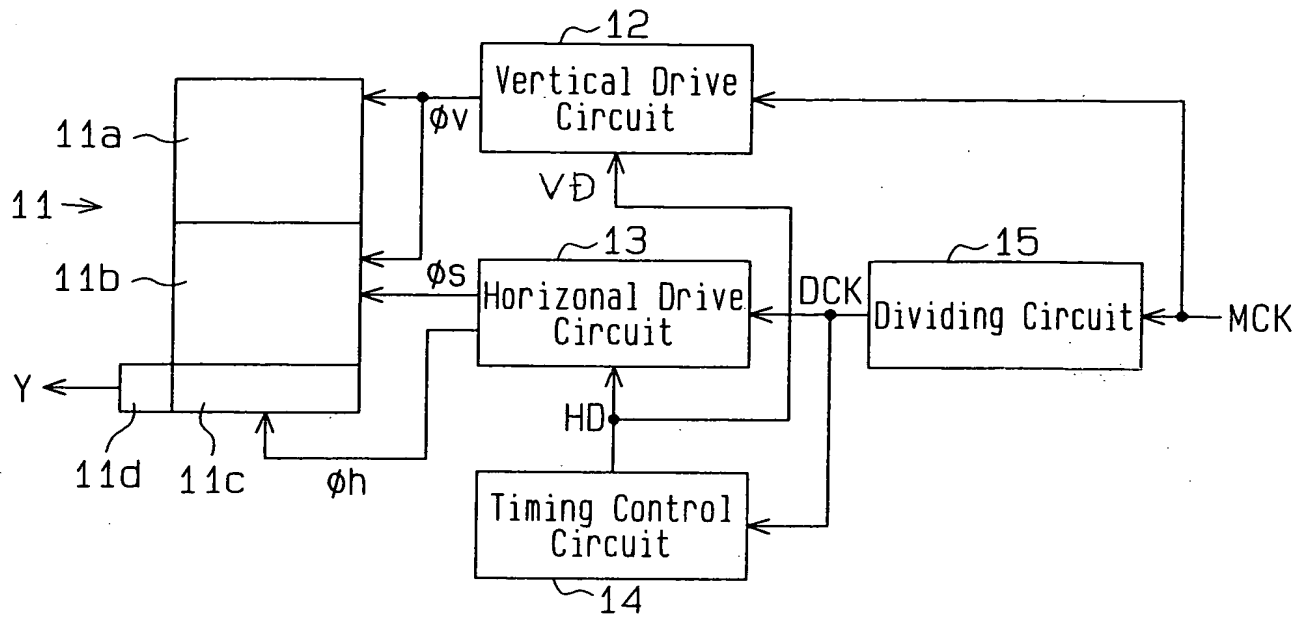 12
Vertical Drive
Circuit
11a
ϕv
11
VD
13
15
11b
ϕs
Horizonal Drive
Circuit
DCK
Dividing Circuit
MCK
Y
HD
11d
11c
ϕh
Timing Control
Circuit
14